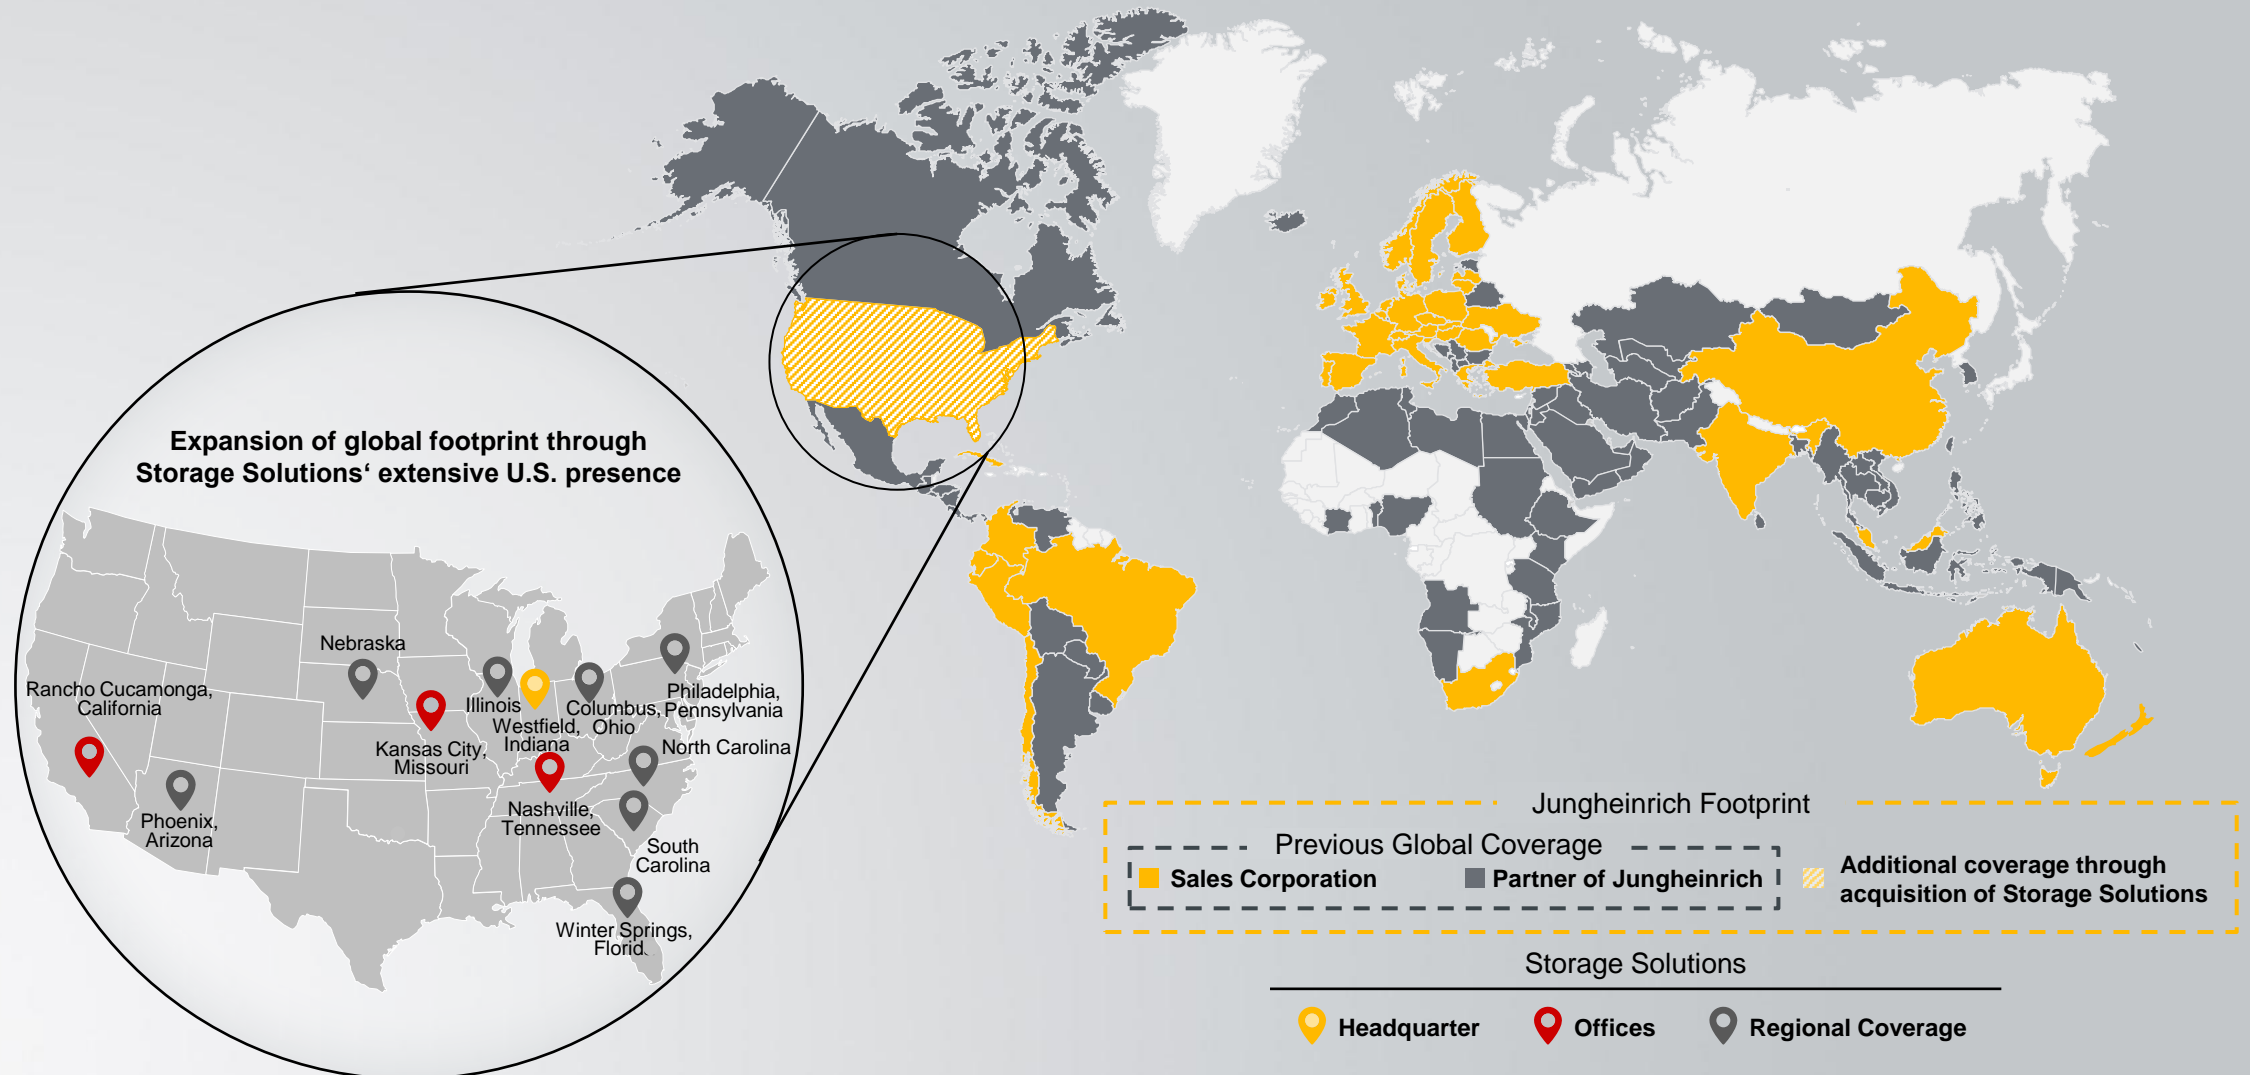 Expansion of global footprint through
Storage Solutions‘ extensive U.S. presence
Nebraska
Rancho Cucamonga,
California
Illinois
Westfield,
Indiana
Columbus,
Ohio
Philadelphia,
Pennsylvania
Kansas City,
Missouri
North Carolina
Phoenix,
Arizona
Nashville,
Tennessee
South
Carolina
Winter Springs,
Florid
Jungheinrich Footprint
Previous Global Coverage
Sales Corporation
Partner of Jungheinrich
Additional coverage through
acquisition of Storage Solutions
Storage Solutions
Headquarter
Offices
Regional Coverage